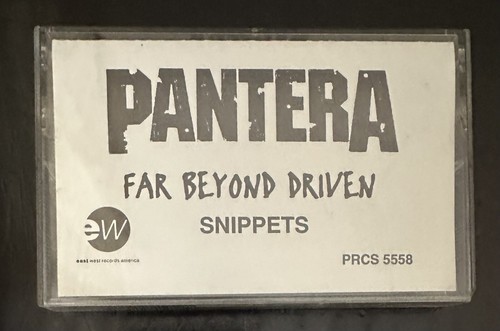 PANTERA
FAR BEYOND DRIVEN
SNIPPETS
ew
east west records america
PRCS 5558